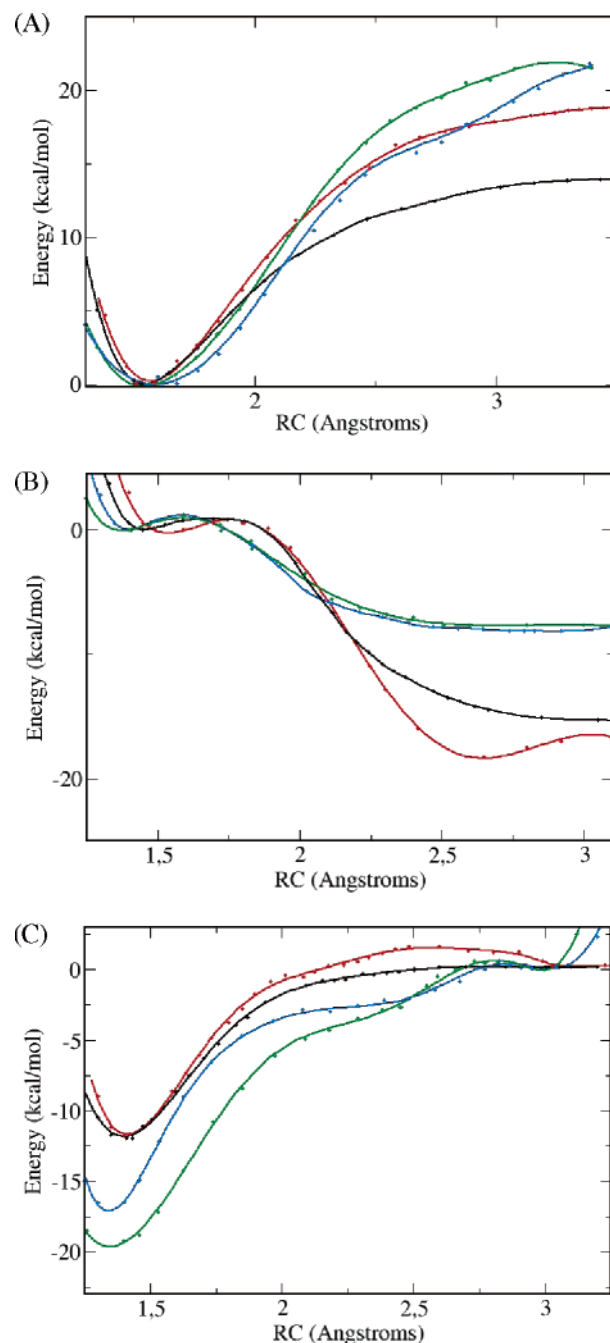 (A)
20
10
0
Energy (kcal/mol)
2
3
RC (Angstroms)
(B)
0
-20
Energy (kcal/mol)
1,5
2
2,5
3
RC (Angstroms)
(C)
0
-5
-10
-15
-20
Energy (kcal/mol)
1,5
2
2,5
3
RC (Angstroms)